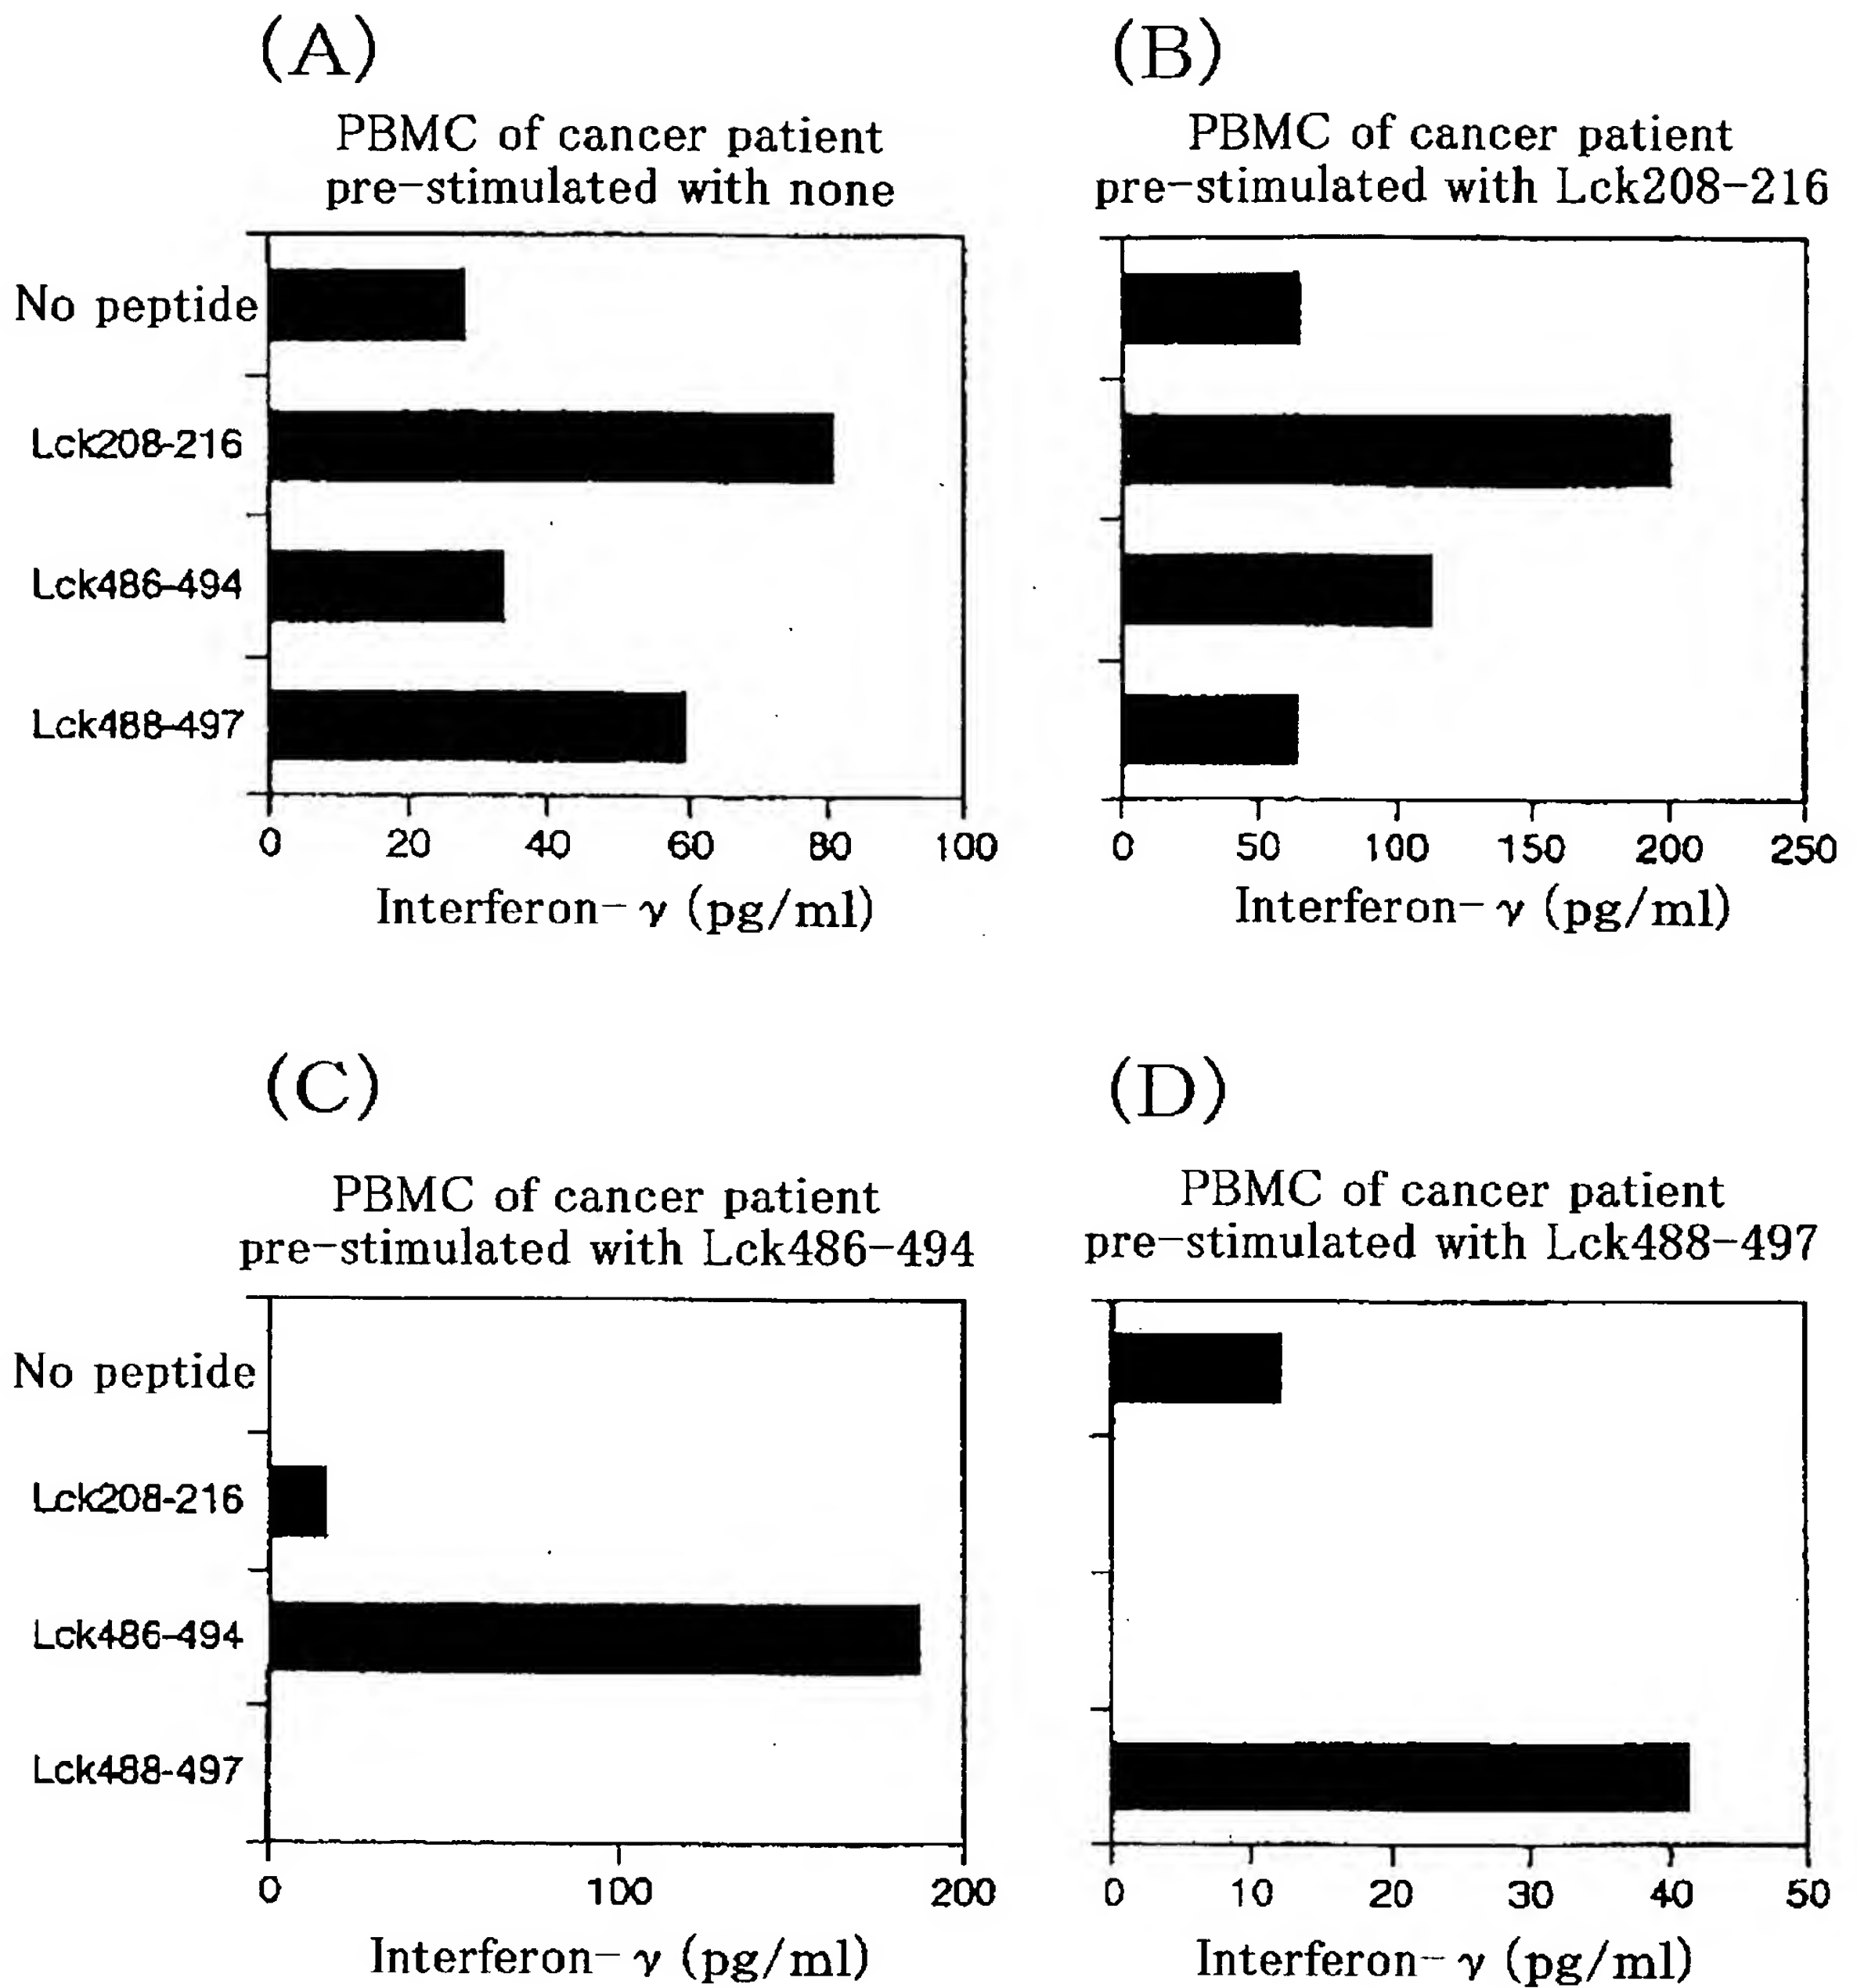 (A)
PBMC of cancer patient
pre-stimulated with none
No peptide
Lck208-216
Lck486-494
Lck488-497
0 20 40 60 80 100
Interferon-γ (pg/ml)
(B)
PBMC of cancer patient
pre-stimulated with Lck208-216
0 50 100 150 200 250
Interferon-γ (pg/ml)
(C)
PBMC of cancer patient
pre-stimulated with Lck486-494
No peptide
Lck208-216
Lck486-494
Lck488-497
0 100 200
Interferon-γ (pg/ml)
(D)
PBMC of cancer patient
pre-stimulated with Lck488-497
0 10 20 30 40 50
Interferon-γ (pg/ml)